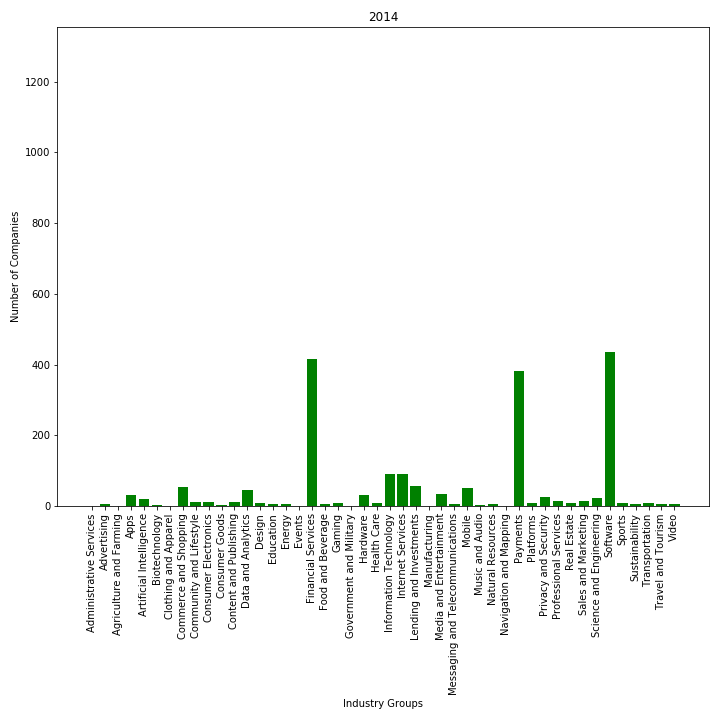 2014
1200
1000
800
600
400
200
0
Number of Companies
Administrative Services
Advertising
Agriculture and Farming
Apps
Artificial Intelligence
Biotechnology
Clothing and Apparel
Commerce and Shopping
Community and Lifestyle
Consumer Electronics
Consumer Goods
Content and Publishing
Data and Analytics
Design
Education
Energy
Events
Financial Services
Food and Beverage
Gaming
Government and Military
Hardware
Health Care
Information Technology
Internet Services
Lending and Investments
Manufacturing
Media and Entertainment
Messaging and Telecommunications
Mobile
Music and Audio
Natural Resources
Navigation and Mapping
Payments
Platforms
Privacy and Security
Professional Services
Real Estate
Sales and Marketing
Science and Engineering
Software
Sports
Sustainability
Transportation
Travel and Tourism
Video
Industry Groups